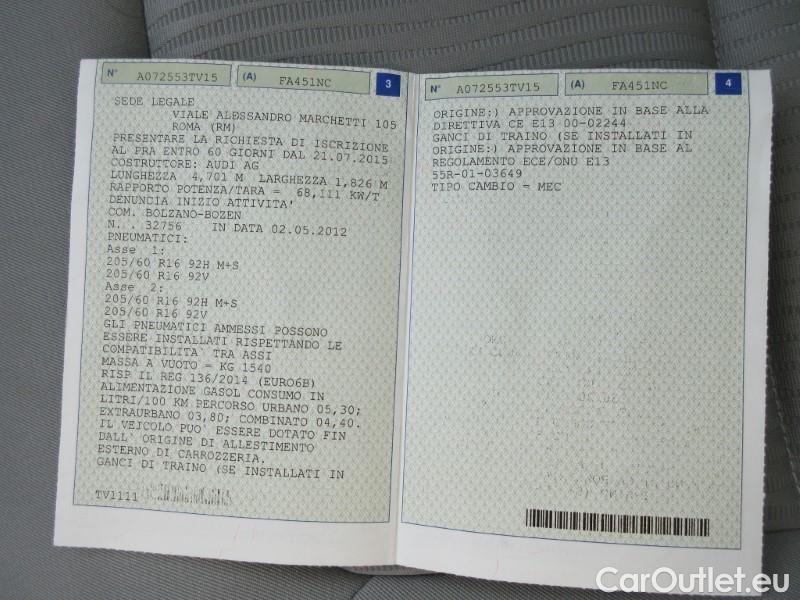 N° A072553TV15 (A) FA451NC 3
SEDE LEGALE
VIALE ALESSANDRO MARCHETTI 105
ROMA (RM)
PRESENTARE LA RICHIESTA DI ISCRIZIONE
AL PRA ENTRO 60 GIORNI DAL 21.07.2015
COSTRUTTORE: AUDI AG
LUNGHEZZA 4,701 M LARGHEZZA 1,826 M
RAPPORTO POTENZA/TARA = 68,111 KW/T
DENUNCIA INIZIO ATTIVITA'
COM. BOLZANO-BOZEN
N. . 32756 IN DATA 02.05.2012
PNEUMATICI:
Asse 1:
205/60 R16 92H M+S
205/60 R16 92V
Asse 2:
205/60 R16 92H M+S
205/60 R16 92V
GLI PNEUMATICI AMMESSI POSSONO
ESSERE INSTALLATI RISPETTANDO LE
COMPATIBILITA` TRA ASSI
MASSA A VUOTO = KG 1540
RISP IL REG 136/2014 (EURO6B)
ALIMENTAZIONE GASOL CONSUMO IN
LITRI/100 KM PERCORSO URBANO 05,30;
EXTRAURBANO 03,80; COMBINATO 04,40.
IL VEICOLO PUO` ESSERE DOTATO FIN
DALL` ORIGINE DI ALLESTIMENTO
ESTERNO DI CARROZZERIA.
GANCI DI TRAINO (SE INSTALLATI IN
TV1111
N° A072553TV15 (A) FA451NC 4
ORIGINE:) APPROVAZIONE IN BASE ALLA
DIRETTIVA CE E13 00-02244
GANCI DI TRAINO (SE INSTALLATI IN
ORIGINE:) APPROVAZIONE IN BASE AL
REGOLAMENTO ECE/ONU E13
55R-01-03649
TIPO CAMBIO = MEC
CarOutlet.eu